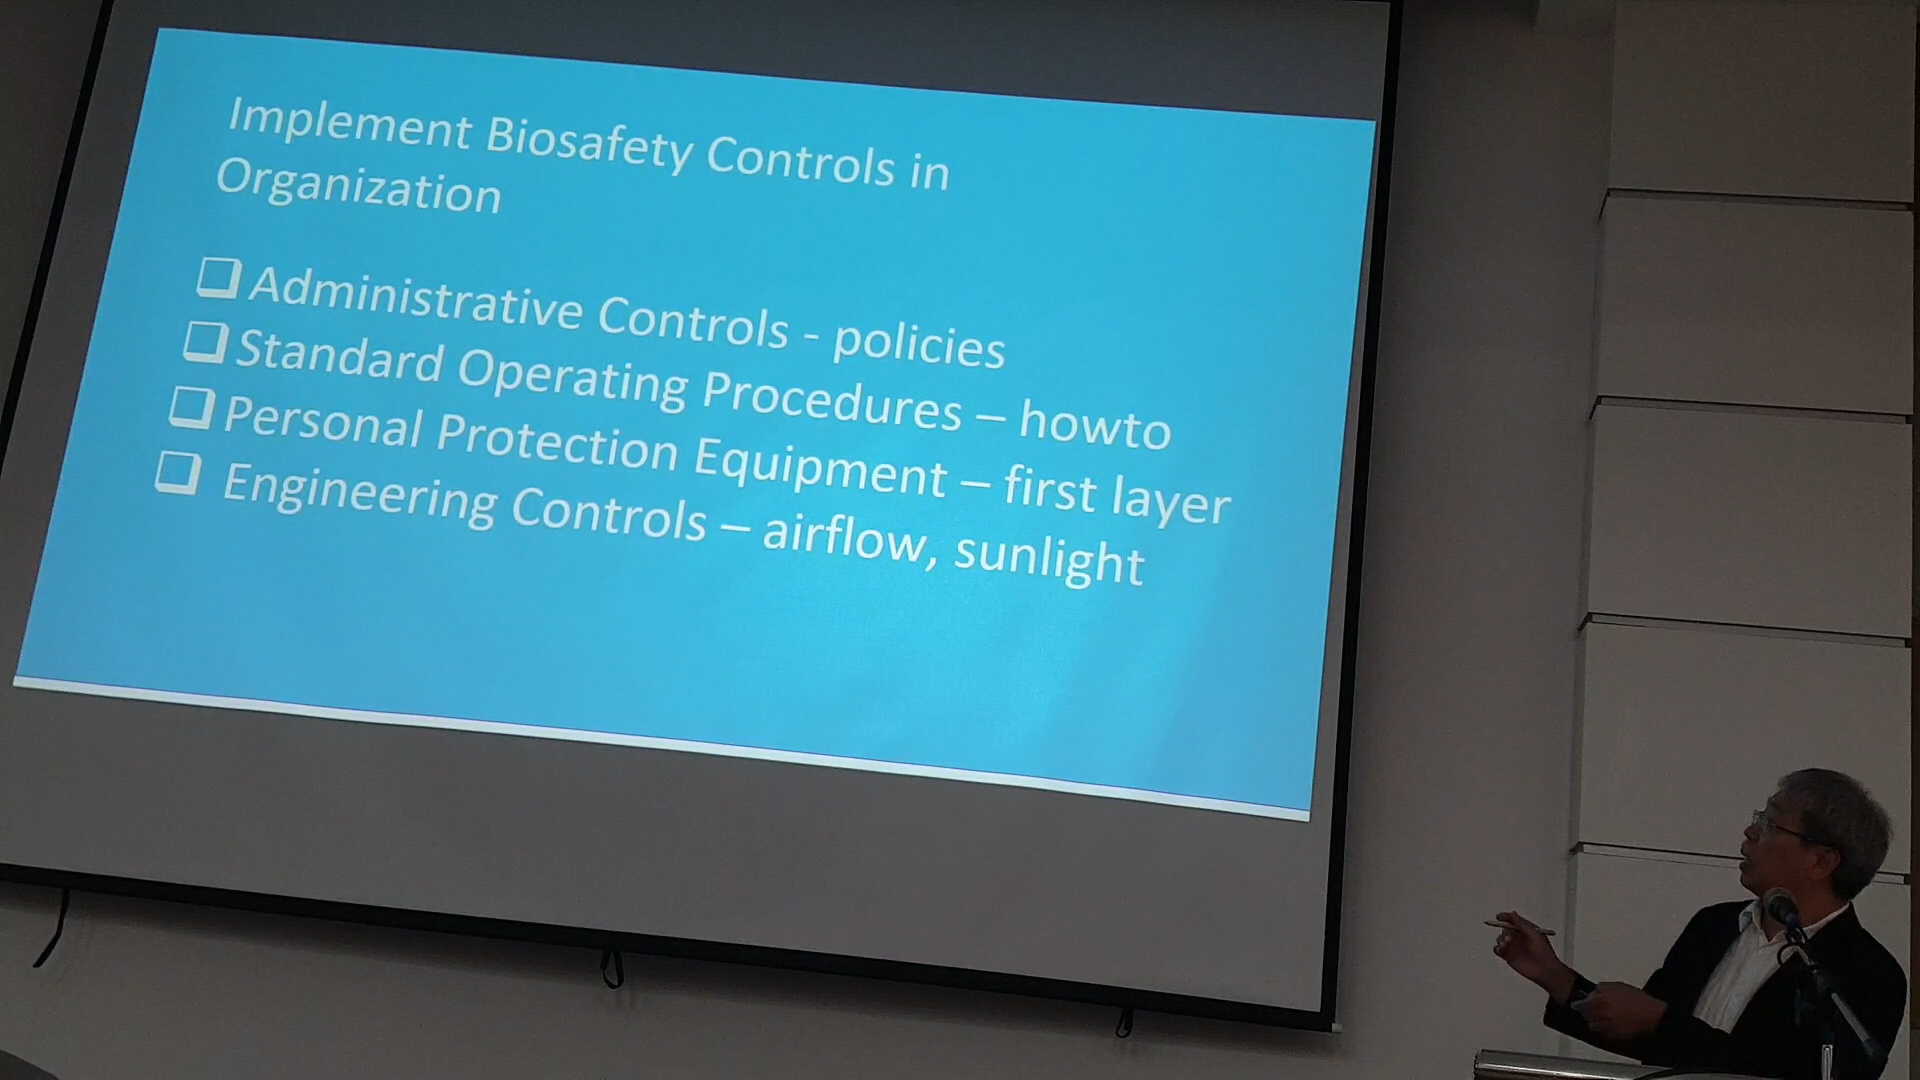 Implement Biosafety Controls in
Organization
❑ Administrative Controls - policies
❑ Standard Operating Procedures – howto
❑ Personal Protection Equipment – first layer
❑ Engineering Controls – airflow, sunlight